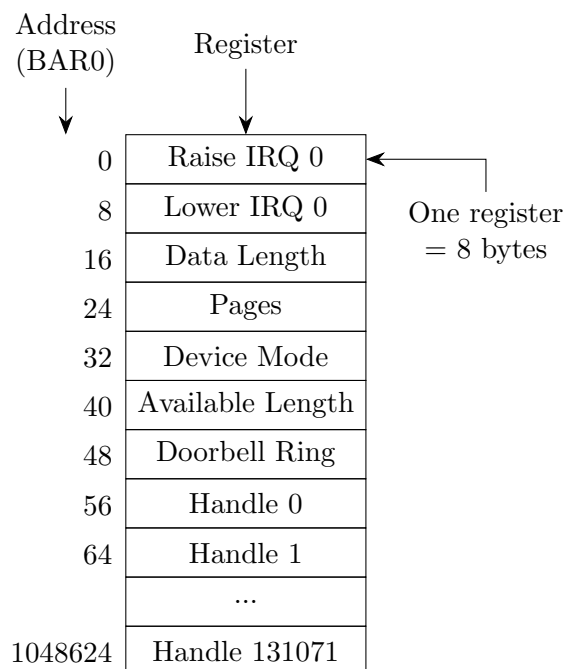 Address
(BAR0)
Register
0 Raise IRQ 0
8 Lower IRQ 0
One register
= 8 bytes
16 Data Length
24 Pages
32 Device Mode
40 Available Length
48 Doorbell Ring
56 Handle 0
64 Handle 1
...
1048624 Handle 131071